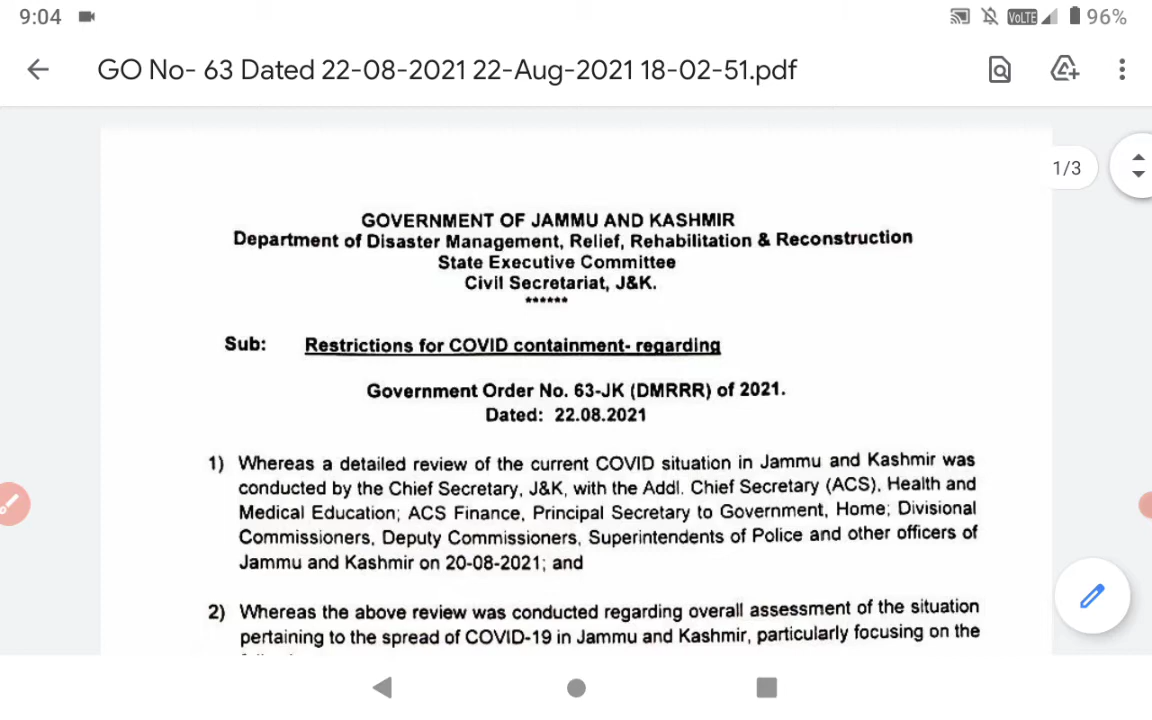 9:04
VoLTE
96%
GO No- 63 Dated 22-08-2021 22-Aug-2021 18-02-51.pdf
1/3
GOVERNMENT OF JAMMU AND KASHMIR
Department of Disaster Management, Relief, Rehabilitation & Reconstruction
State Executive Committee
Civil Secretariat, J&K.
******
Sub: Restrictions for COVID containment- regarding
Government Order No. 63-JK (DMRRR) of 2021.
Dated: 22.08.2021
1) Whereas a detailed review of the current COVID situation in Jammu and Kashmir was
conducted by the Chief Secretary, J&K, with the Addl. Chief Secretary (ACS), Health and
Medical Education; ACS Finance, Principal Secretary to Government, Home; Divisional
Commissioners, Deputy Commissioners, Superintendents of Police and other officers of
Jammu and Kashmir on 20-08-2021; and
2) Whereas the above review was conducted regarding overall assessment of the situation
pertaining to the spread of COVID-19 in Jammu and Kashmir, particularly focusing on the